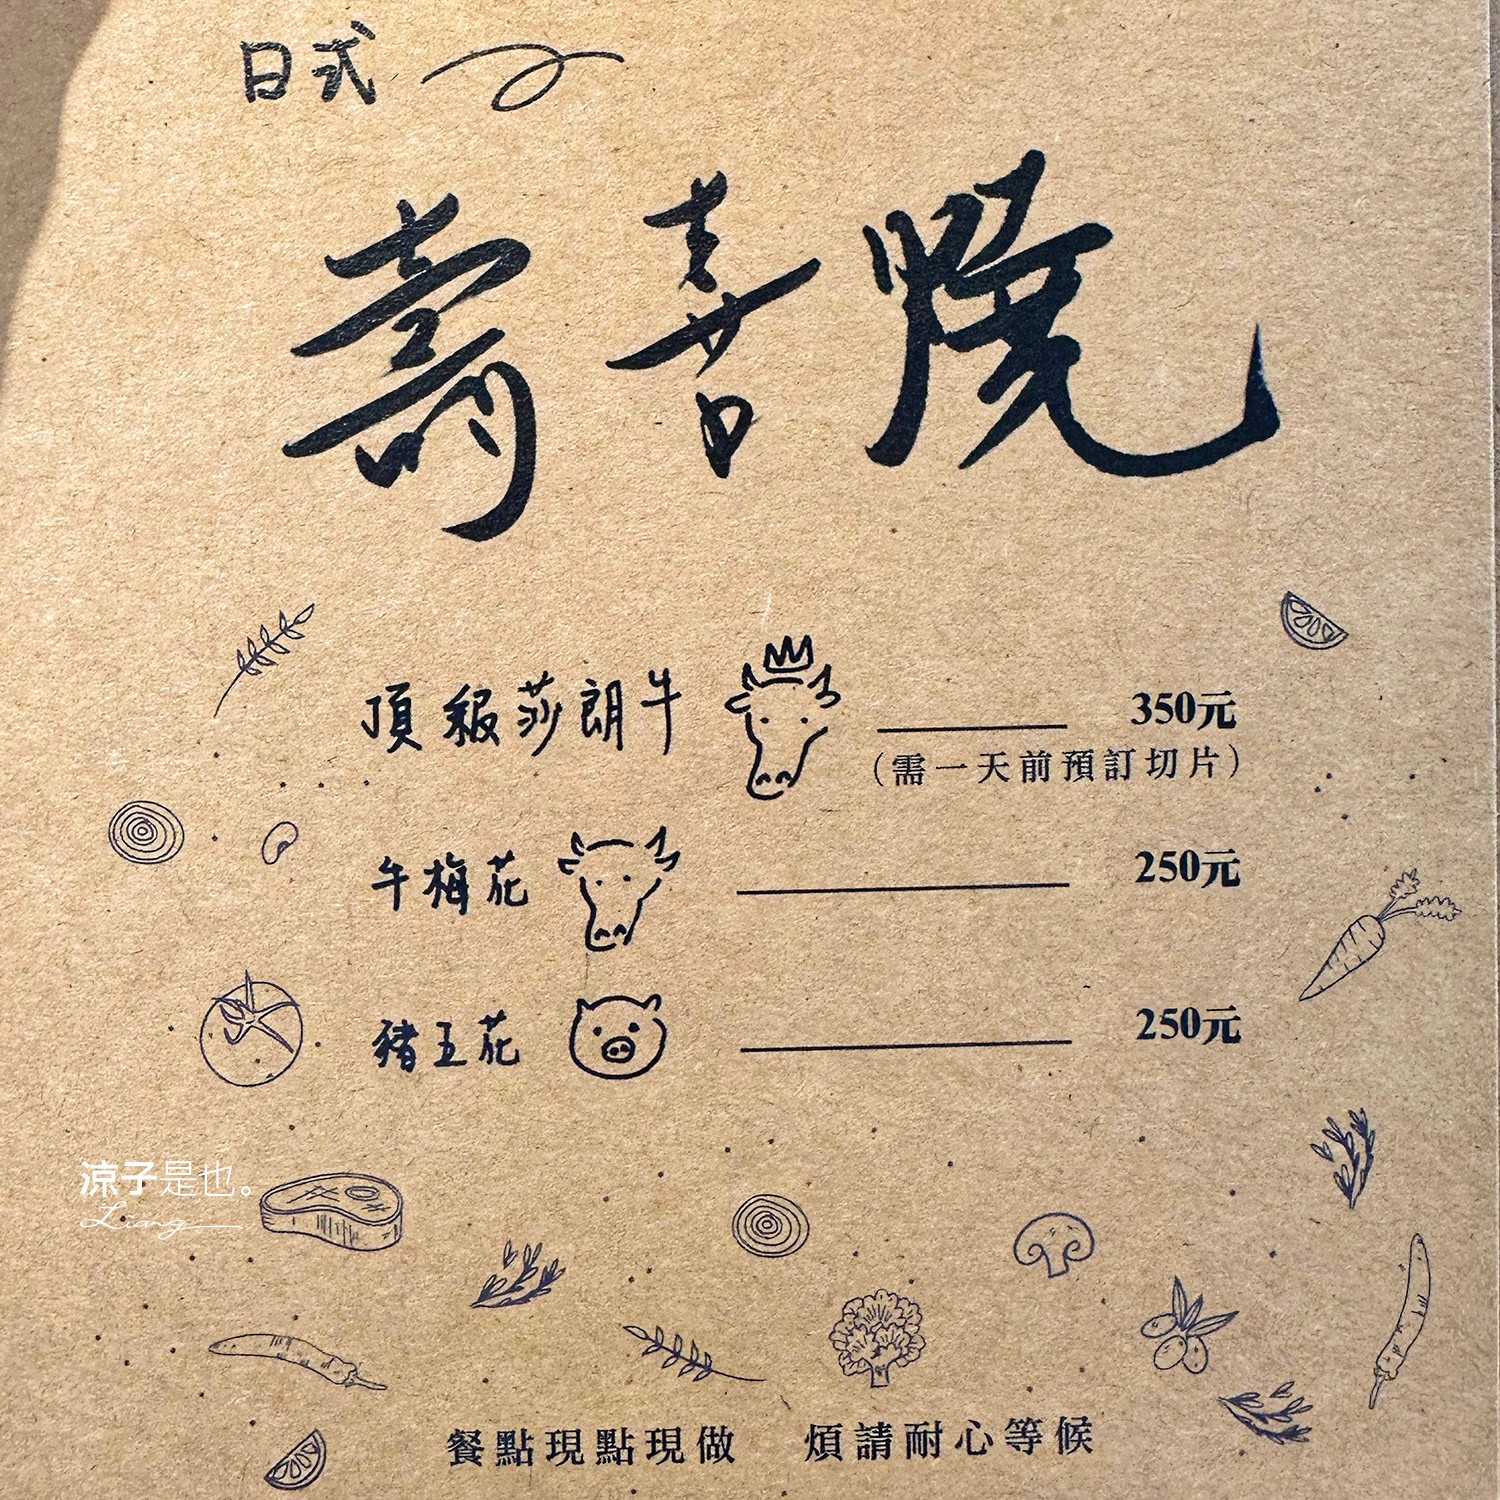 日式
壽喜燒
頂級莎朗牛 350元
(需一天前預訂切片)
牛梅花 250元
豬五花 250元
涼子是也。
Liang
餐點現點現做 煩請耐心等候